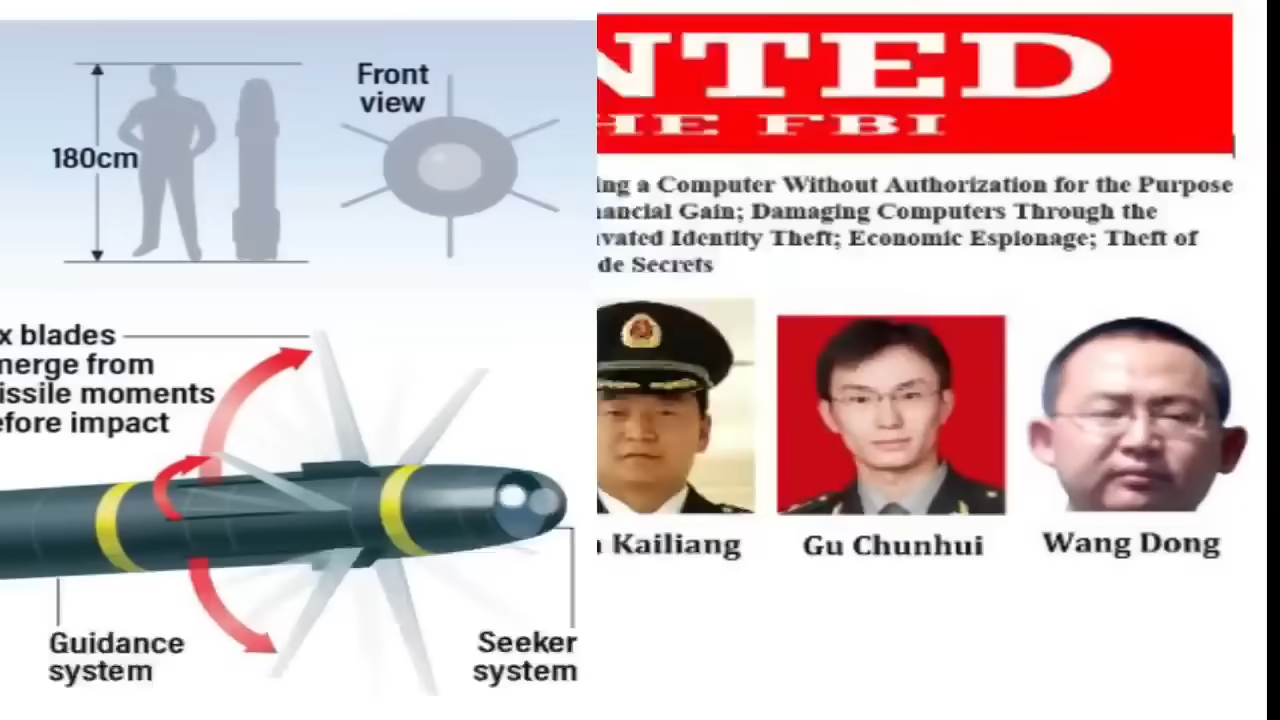 Front
view
180cm
x blades
merge from
issile moments
efore impact
Guidance
system
Seeker
system
NTED
HE FBI
ing a Computer Without Authorization for the Purpose
nancial Gain; Damaging Computers Through the
avated Identity Theft; Economic Espionage; Theft of
de Secrets
Kailiang
Gu Chunhui
Wang Dong